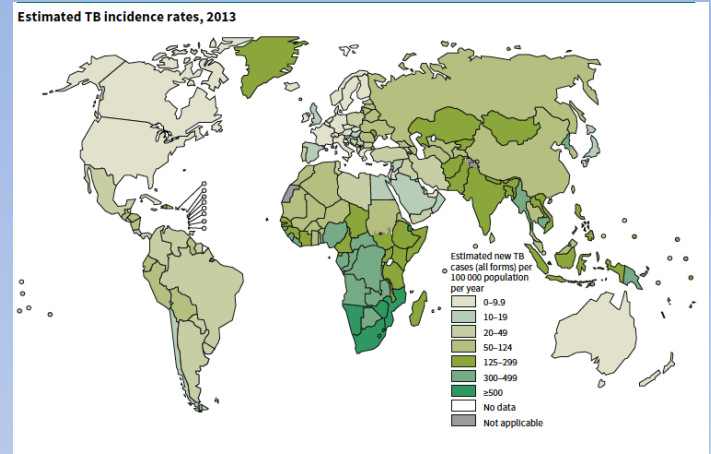 Estimated TB incidence rates, 2013
Estimated new TB
cases (all forms) per
100 000 population
per year
0–9.9
10–19
20–49
50–124
125–299
300–499
≥500
No data
Not applicable